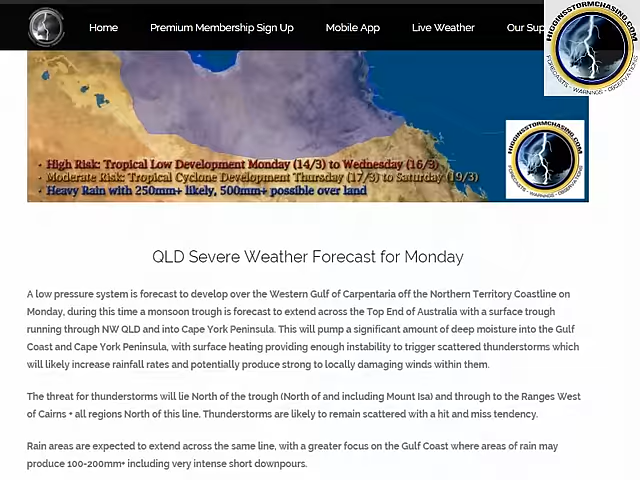 Home Premium Membership Sign Up Mobile App Live Weather Our Sup
HIGGINSSTORMCHASING.COM
FORECASTS - WARNINGS - OBSERVATIONS
• High Risk: Tropical Low Development Monday (14/3) to Wednesday (16/3)
• Moderate Risk: Tropical Cyclone Development Thursday (17/3) to Saturday (19/3)
• Heavy Rain with 250mm+ likely, 500mm+ possible over land
HIGGINSSTORMCHASING.COM
FORECASTS - WARNINGS - OBSERVATIONS
QLD Severe Weather Forecast for Monday
A low pressure system is forecast to develop over the Western Gulf of Carpentaria off the Northern Territory Coastline on
Monday, during this time a monsoon trough is forecast to extend across the Top End of Australia with a surface trough
running through NW QLD and into Cape York Peninsula. This will pump a significant amount of deep moisture into the Gulf
Coast and Cape York Peninsula, with surface heating providing enough instability to trigger scattered thunderstorms which
will likely increase rainfall rates and potentially produce strong to locally damaging winds within them.
The threat for thunderstorms will lie North of the trough (North of and including Mount Isa) and through to the Ranges West
of Cairns + all regions North of this line. Thunderstorms are likely to remain scattered with a hit and miss tendency.
Rain areas are expected to extend across the same line, with a greater focus on the Gulf Coast where areas of rain may
produce 100-200mm+ including very intense short downpours.